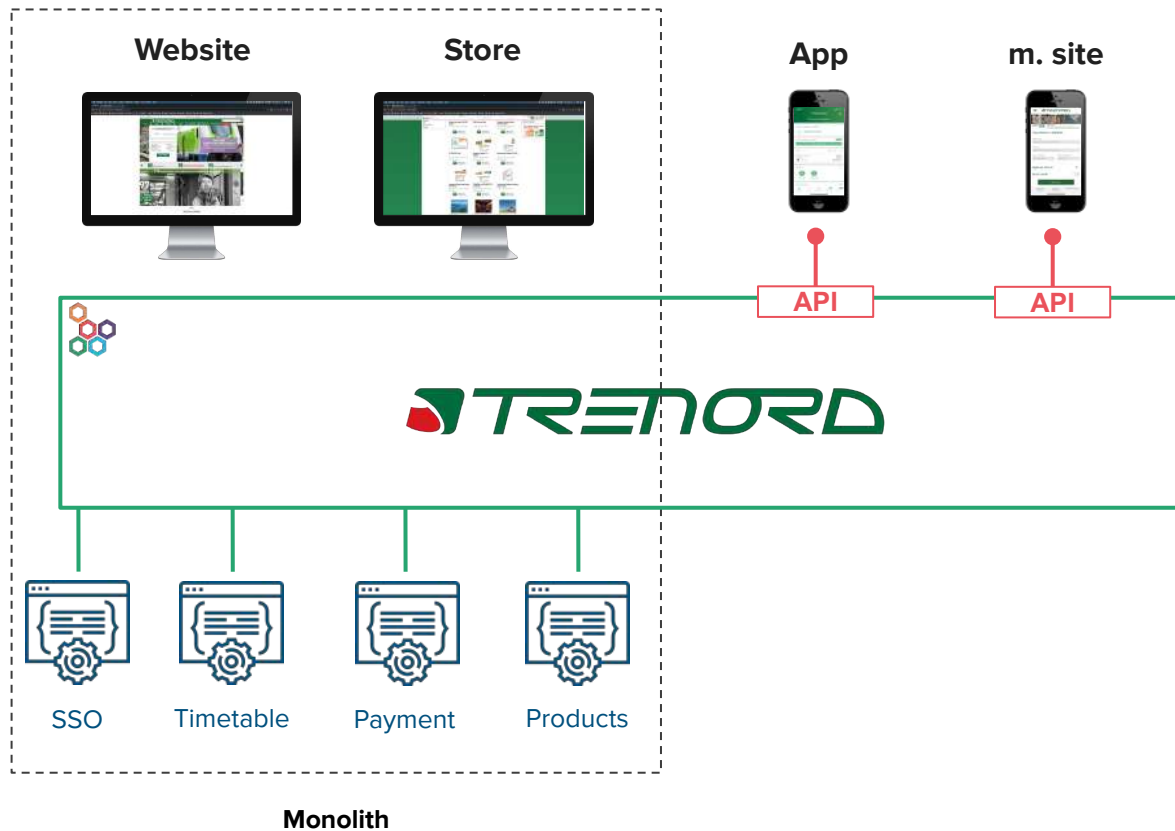 Website
Store
App
m. site
API
API
TRENORD
SSO
Timetable
Payment
Products
Monolith